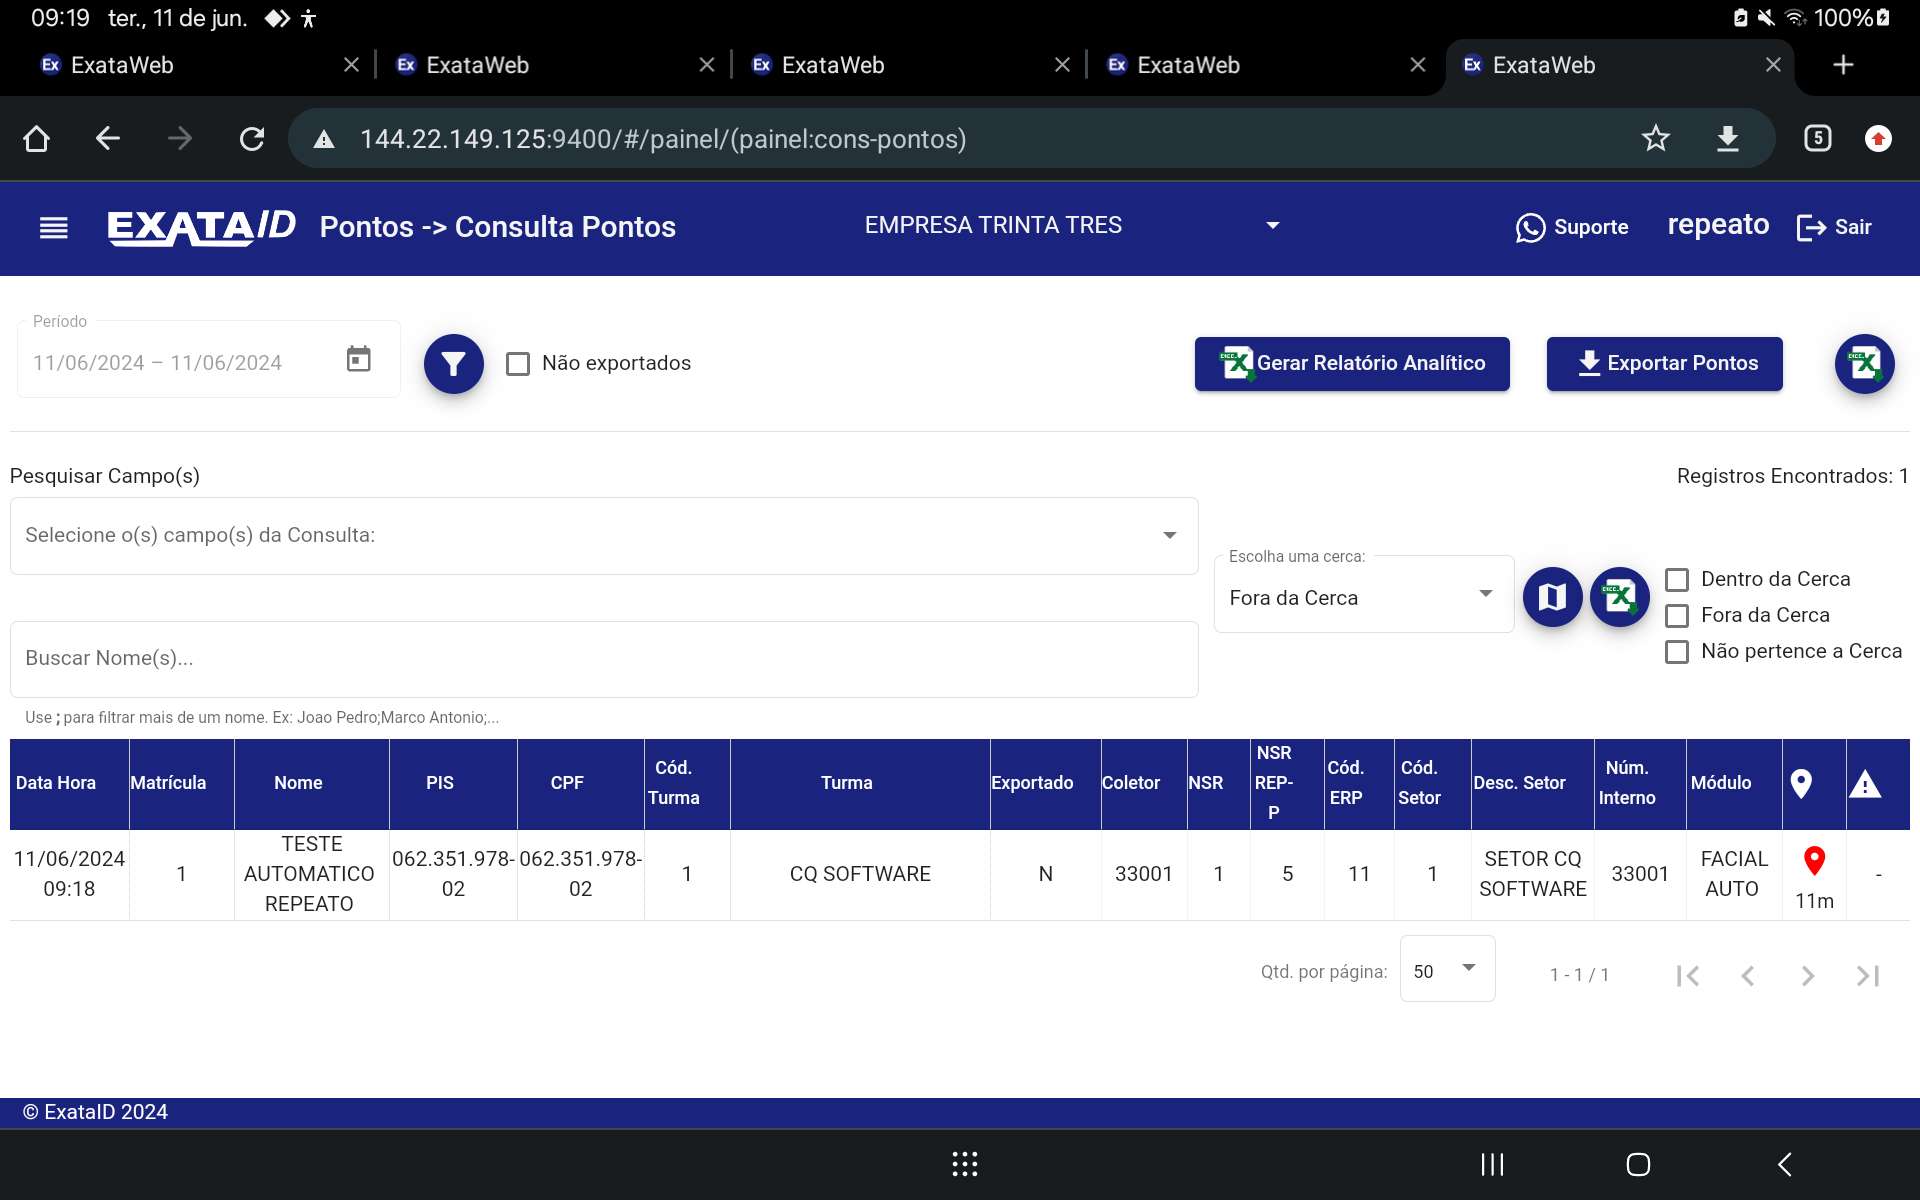 09:19 ter., 11 de jun. 100%
Ex ExataWeb Ex ExataWeb Ex ExataWeb Ex ExataWeb Ex ExataWeb
144.22.149.125:9400/#/painel/(painel:cons-pontos) 5
EXATAID Pontos -> Consulta Pontos EMPRESA TRINTA TRES Suporte repeato Sair
Período
11/06/2024 – 11/06/2024 Não exportados Gerar Relatório Analítico Exportar Pontos
Pesquisar Campo(s) Registros Encontrados: 1
Selecione o(s) campo(s) da Consulta:
Escolha uma cerca:
Fora da Cerca
Dentro da Cerca
Fora da Cerca
Não pertence a Cerca
Buscar Nome(s)...
Use ; para filtrar mais de um nome. Ex: Joao Pedro;Marco Antonio;...
Data Hora Matrícula Nome PIS CPF Cód. Turma Turma Exportado Coletor NSR NSR REP-P Cód. ERP Cód. Setor Desc. Setor Núm. Interno Módulo
11/06/2024 09:18 1 TESTE AUTOMATICO REPEATO 062.351.978-02 062.351.978-02 1 CQ SOFTWARE N 33001 1 5 11 1 SETOR CQ SOFTWARE 33001 FACIAL AUTO 11m -
Qtd. por página: 50 1 - 1 / 1
© ExataID 2024